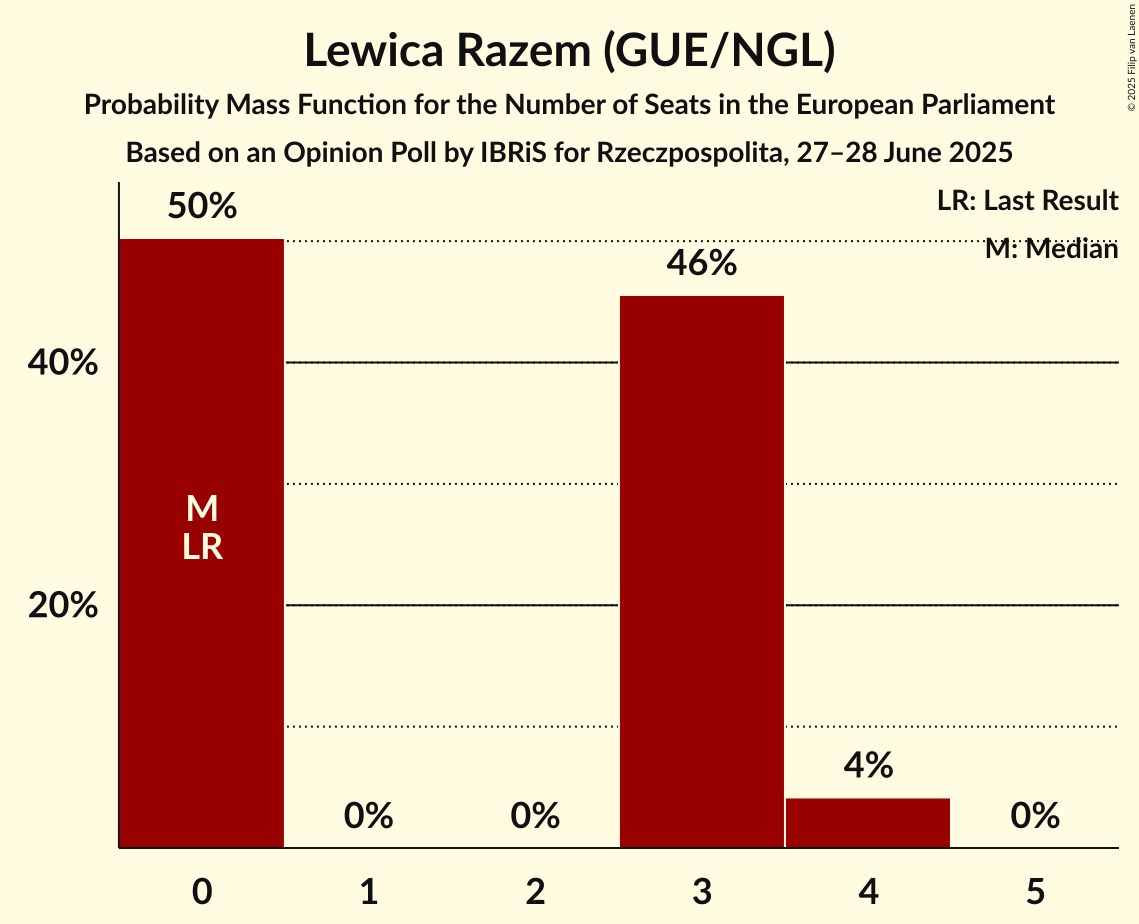 Lewica Razem (GUE/NGL)
Probability Mass Function for the Number of Seats in the European Parliament
Based on an Opinion Poll by IBRiS for Rzeczpospolita, 27–28 June 2025
© 2025 Filip van Laenen
LR: Last Result
M: Median
50%
46%
40%
M
LR
20%
4%
0%
0%
0%
0
1
2
3
4
5